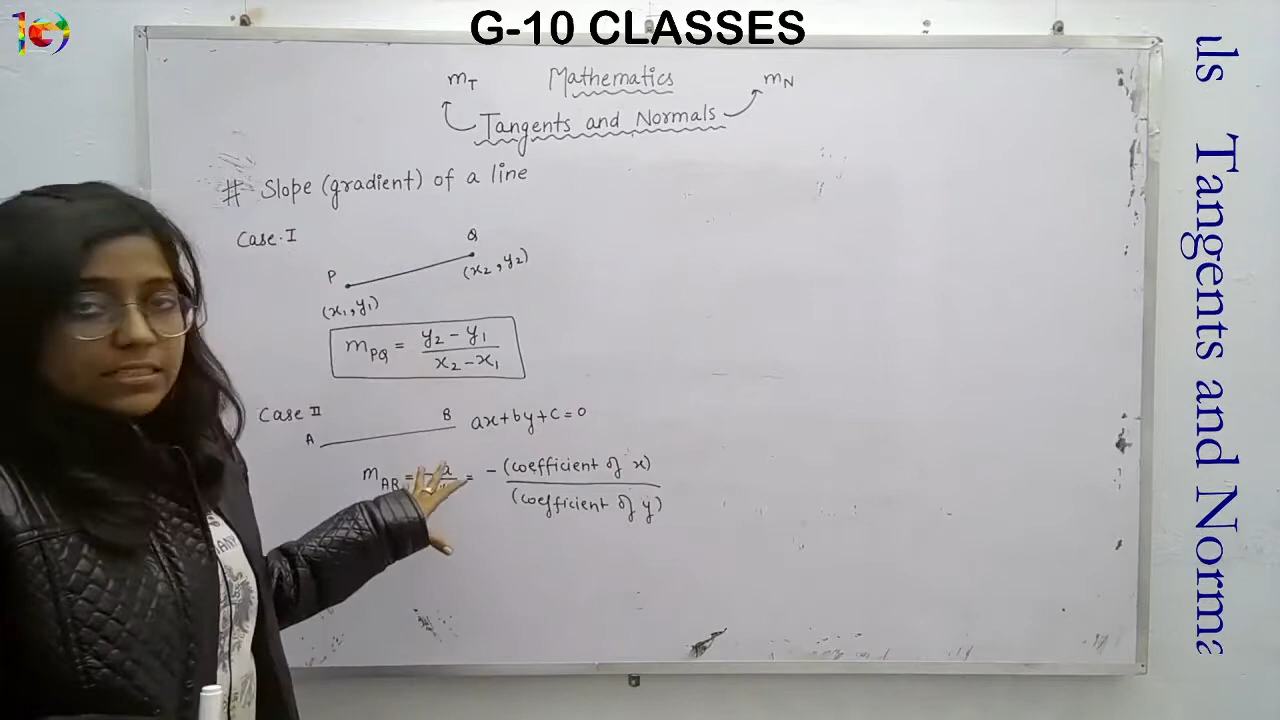 G-10 CLASSES
m_T Mathematics m_N
Tangents and Normals
# Slope (gradient) of a line
Case-I
P Q
(x₁, y₁) (x₂, y₂)
m_PQ = (y₂ - y₁)/(x₂ - x₁)
Case II
A B ax+by+c=0
m_AB = = -(coefficient of x)/(coefficient of y)
Tangents and Norma